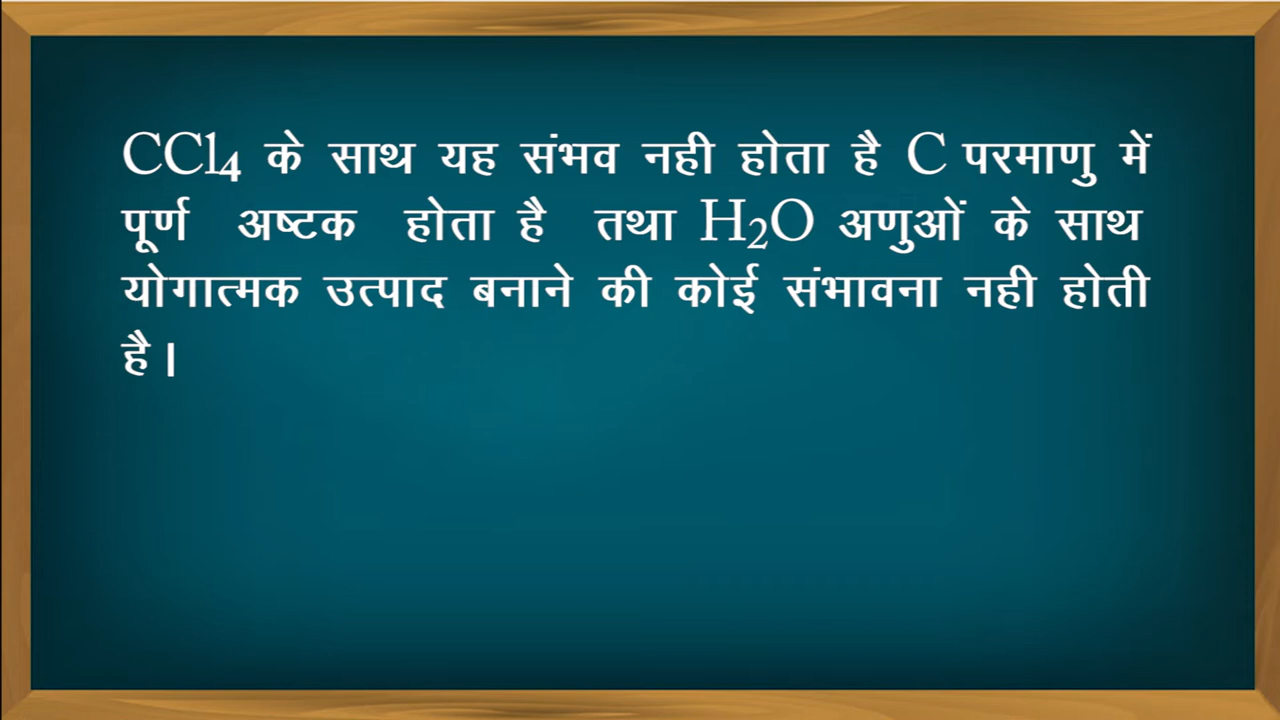 CCl₄ के साथ यह संभव नही होता है C परमाणु में
पूर्ण अष्टक होता है तथा H₂O अणुओं के साथ
योगात्मक उत्पाद बनाने की कोई संभावना नही होती
है।